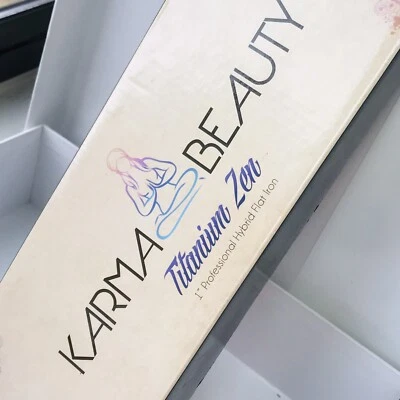 KARMA BEAUTY
Titanium Zen
1" Professional Hybrid Flat Iron